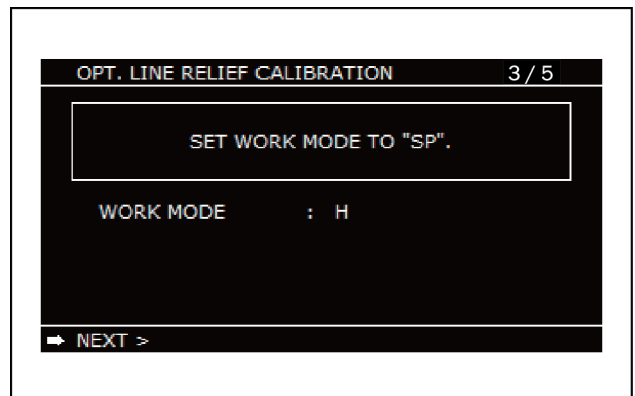 OPT. LINE RELIEF CALIBRATION 3/5
SET WORK MODE TO "SP".
WORK MODE : H
➡ NEXT >